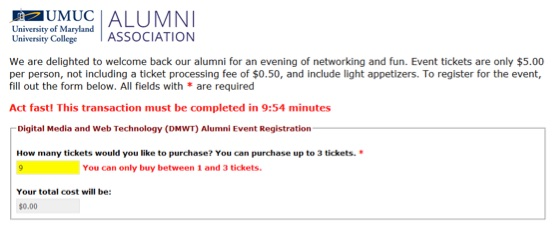 UMUC
University of Maryland
University College
ALUMNI
ASSOCIATION
We are delighted to welcome back our alumni for an evening of networking and fun. Event tickets are only $5.00
per person, not including a ticket processing fee of $0.50, and include light appetizers. To register for the event,
fill out the form below. All fields with * are required
Act fast! This transaction must be completed in 9:54 minutes
Digital Media and Web Technology (DMWT) Alumni Event Registration
How many tickets would you like to purchase? You can purchase up to 3 tickets. *
9 You can only buy between 1 and 3 tickets.
Your total cost will be:
$0.00